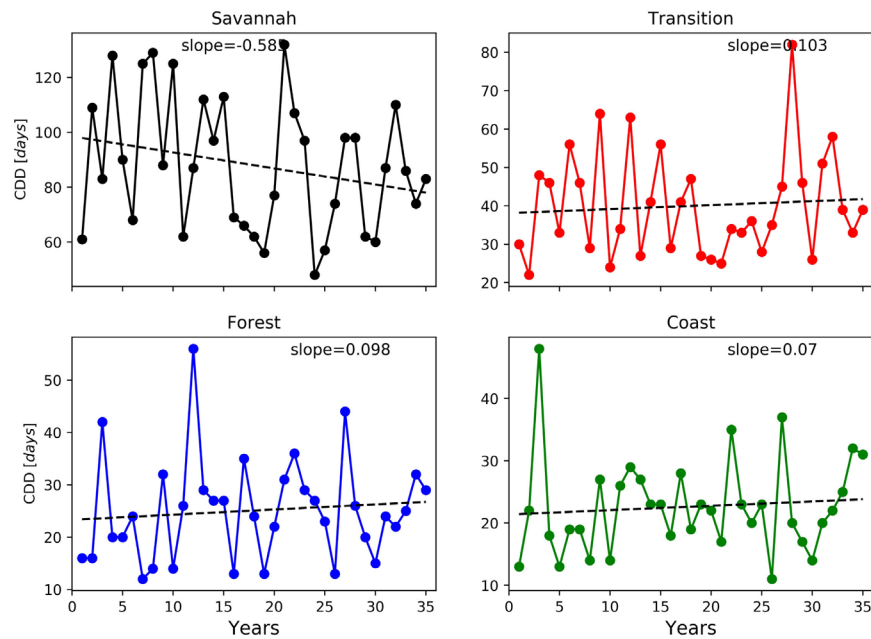 Savannah
slope=-0.585
CDD [days]
120
100
80
60
Transition
slope=0.103
80
70
60
50
40
30
20
Forest
slope=0.098
CDD [days]
50
40
30
20
10
0 5 10 15 20 25 30 35
Years
Coast
slope=0.07
40
30
20
10
0 5 10 15 20 25 30 35
Years